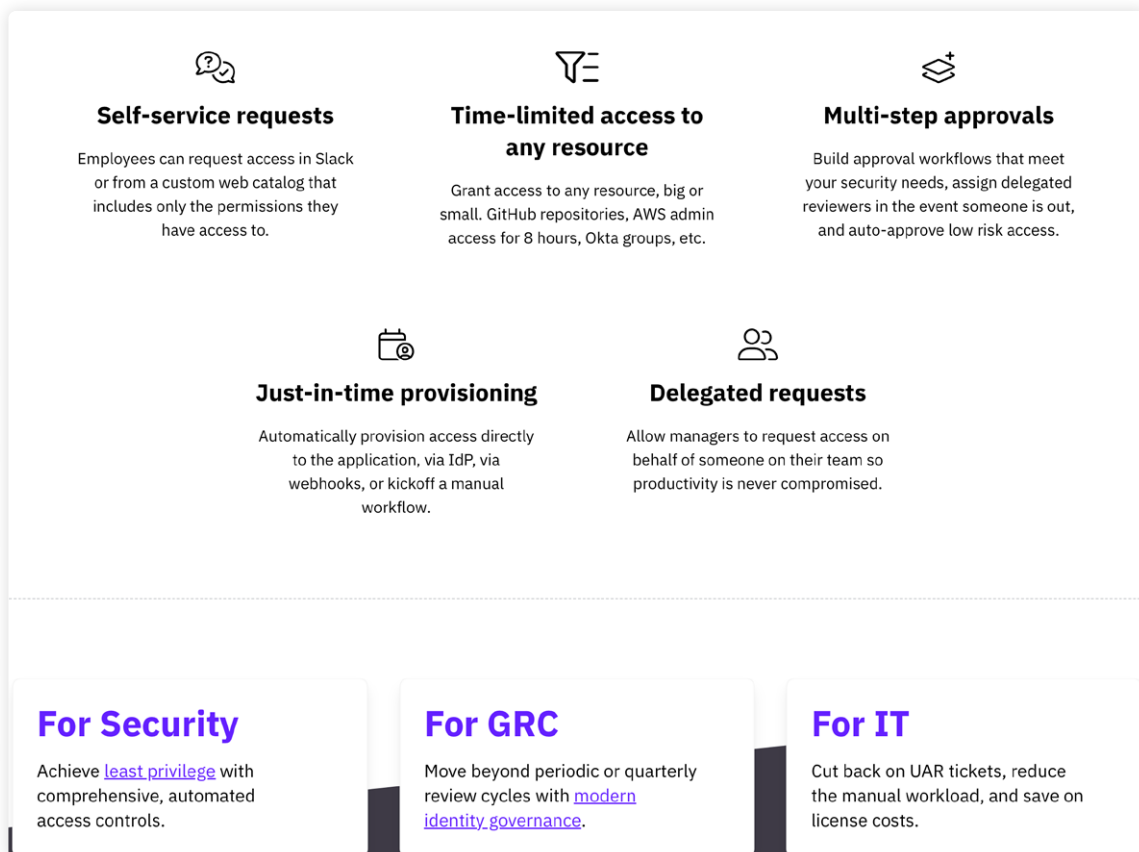 Self-service requests
Employees can request access in Slack
or from a custom web catalog that
includes only the permissions they
have access to.
Time-limited access to
any resource
Grant access to any resource, big or
small. GitHub repositories, AWS admin
access for 8 hours, Okta groups, etc.
Multi-step approvals
Build approval workflows that meet
your security needs, assign delegated
reviewers in the event someone is out,
and auto-approve low risk access.
Just-in-time provisioning
Automatically provision access directly
to the application, via IdP, via
webhooks, or kickoff a manual
workflow.
Delegated requests
Allow managers to request access on
behalf of someone on their team so
productivity is never compromised.
For Security
Achieve least privilege with
comprehensive, automated
access controls.
For GRC
Move beyond periodic or quarterly
review cycles with modern
identity governance.
For IT
Cut back on UAR tickets, reduce
the manual workload, and save on
license costs.